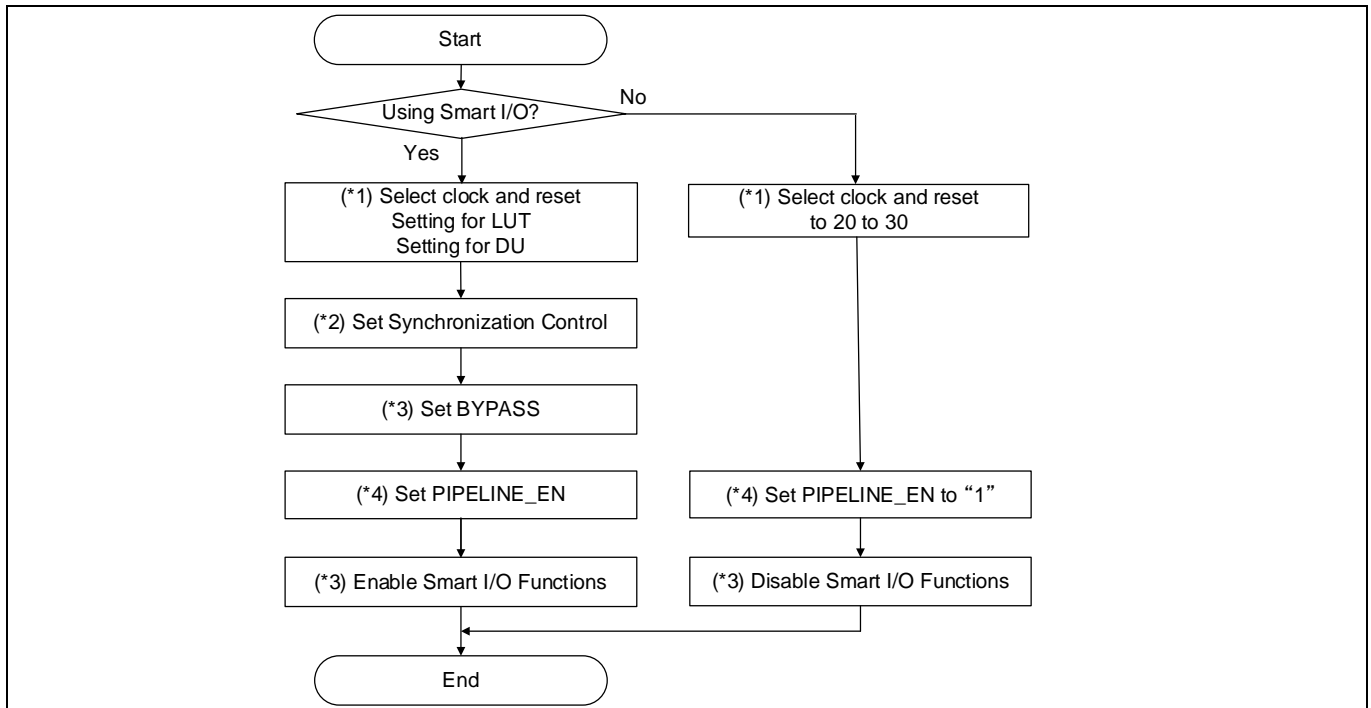 Start
Using Smart I/O?
No
Yes
(*1) Select clock and reset
Setting for LUT
Setting for DU
(*2) Set Synchronization Control
(*3) Set BYPASS
(*4) Set PIPELINE_EN
(*3) Enable Smart I/O Functions
(*1) Select clock and reset
to 20 to 30
(*4) Set PIPELINE_EN to “1”
(*3) Disable Smart I/O Functions
End